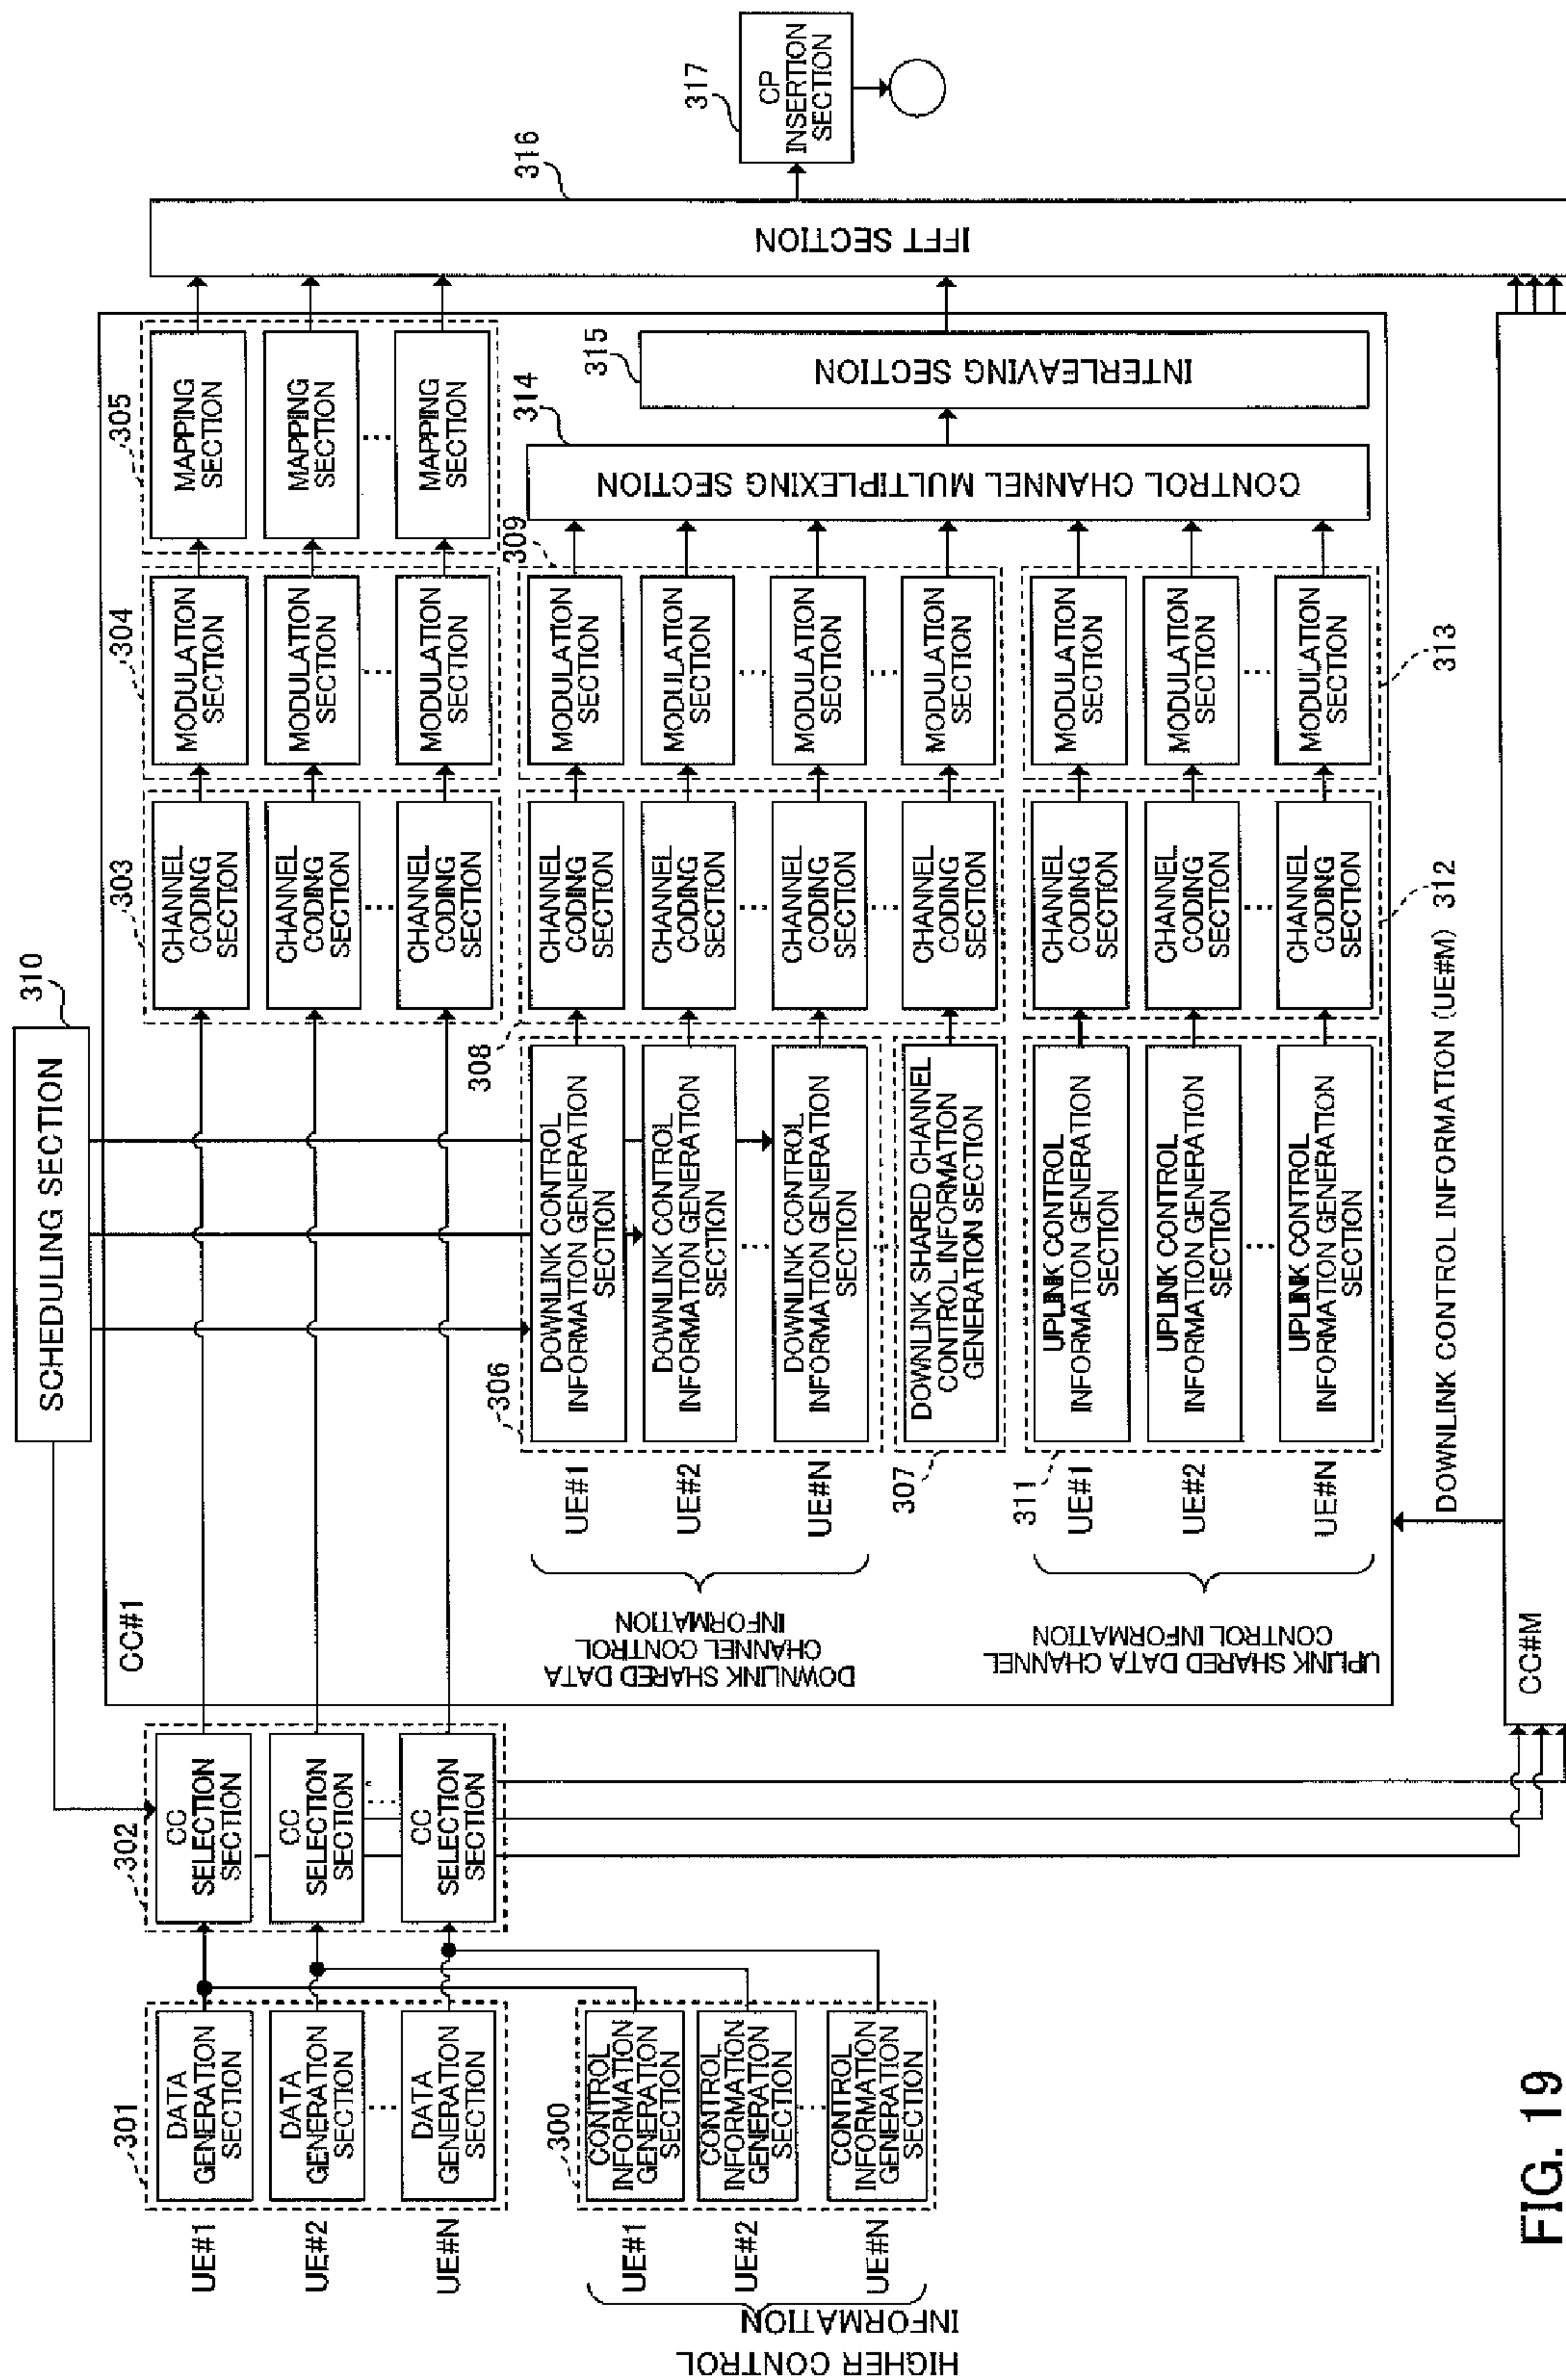 SCHEDULING SECTION
310
301
UE#1
DATA
GENERATION
SECTION
UE#2
DATA
GENERATION
SECTION
UE#N
DATA
GENERATION
SECTION
HIGHER CONTROL
INFORMATION
300
UE#1
CONTROL
INFORMATION
GENERATION
SECTION
UE#2
CONTROL
INFORMATION
GENERATION
SECTION
UE#N
CONTROL
INFORMATION
GENERATION
SECTION
302
CC
SELECTION
SECTION
CC
SELECTION
SECTION
CC
SELECTION
SECTION
CC#1
303
CHANNEL
CODING
SECTION
CHANNEL
CODING
SECTION
CHANNEL
CODING
SECTION
304
MODULATION
SECTION
MODULATION
SECTION
MODULATION
SECTION
305
MAPPING
SECTION
MAPPING
SECTION
MAPPING
SECTION
DOWNLINK SHARED DATA
CHANNEL CONTROL
INFORMATION
306
UE#1
DOWNLINK CONTROL
INFORMATION GENERATION
SECTION
UE#2
DOWNLINK CONTROL
INFORMATION GENERATION
SECTION
UE#N
DOWNLINK CONTROL
INFORMATION GENERATION
SECTION
307
DOWNLINK SHARED CHANNEL
CONTROL INFORMATION
GENERATION SECTION
308
CHANNEL
CODING
SECTION
CHANNEL
CODING
SECTION
CHANNEL
CODING
SECTION
CHANNEL
CODING
SECTION
309
MODULATION
SECTION
MODULATION
SECTION
MODULATION
SECTION
MODULATION
SECTION
UPLINK SHARED DATA CHANNEL
CONTROL INFORMATION
311
UE#1
UPLINK CONTROL
INFORMATION GENERATION
SECTION
UE#2
UPLINK CONTROL
INFORMATION GENERATION
SECTION
UE#N
UPLINK CONTROL
INFORMATION GENERATION
SECTION
CHANNEL
CODING
SECTION
CHANNEL
CODING
SECTION
CHANNEL
CODING
SECTION
312
MODULATION
SECTION
MODULATION
SECTION
MODULATION
SECTION
313
314
CONTROL CHANNEL MULTIPLEXING SECTION
315
INTERLEAVING SECTION
316
IFFT SECTION
317
CP
INSERTION
SECTION
DOWNLINK CONTROL INFORMATION (UE#M)
CC#M
FIG. 19